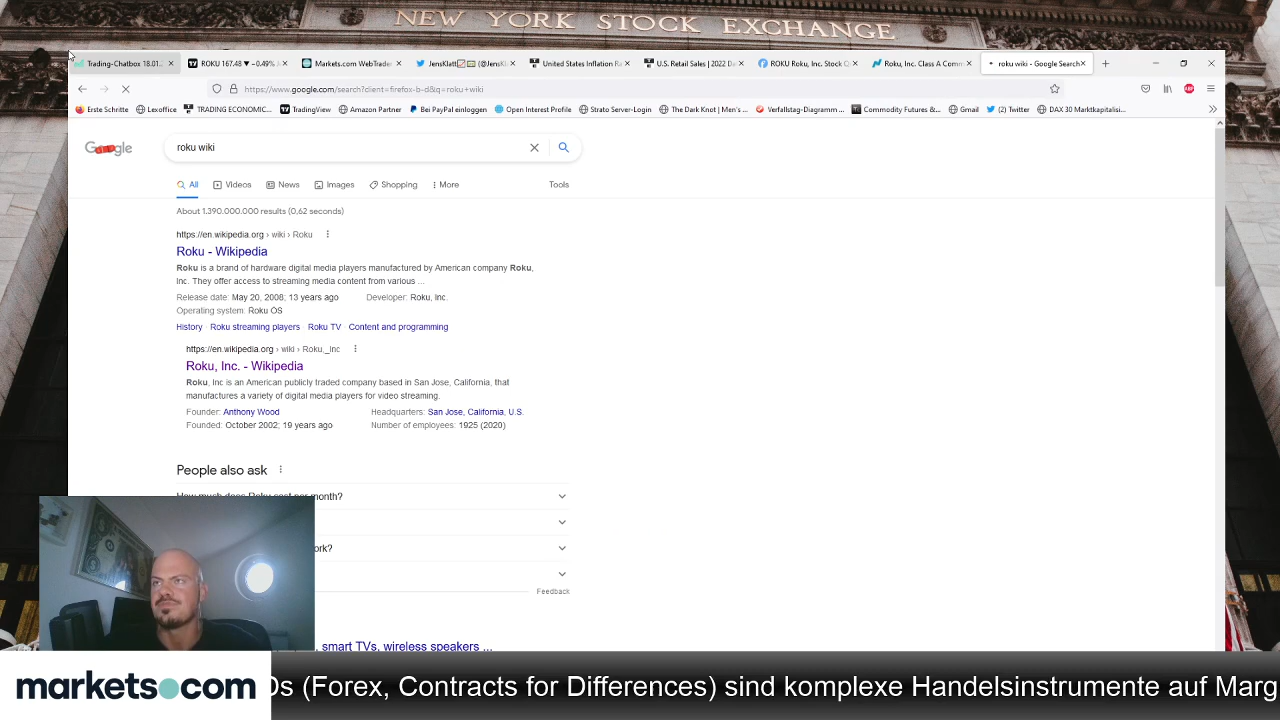 NEW YORK STOCK EXCHANGE
Trading-Chatbox 18.01.
ROKU 167.48 ▼ −0.49%
Markets.com WebTrader
JensKlatt (@JensKl
United States Inflation Ra
U.S. Retail Sales | 2022 Da
ROKU Roku, Inc. Stock Q
Roku, Inc. Class A Comm
roku wiki - Google Search
https://www.google.com/search?client=firefox-b-d&q=roku+wiki
Erste Schritte
Lexoffice
TRADING ECONOMIC...
TradingView
Amazon Partner
Bei PayPal einloggen
Open Interest Profile
Strato Server-Login
The Dark Knot | Men's ...
Verfallstag-Diagramm ...
Commodity Futures &...
Gmail
(2) Twitter
DAX 30 Marktkapitalisi...
Google
roku wiki
All
Videos
News
Images
Shopping
More
Tools
About 1.390.000.000 results (0,62 seconds)
https://en.wikipedia.org › wiki › Roku
Roku - Wikipedia
Roku is a brand of hardware digital media players manufactured by American company Roku,
Inc. They offer access to streaming media content from various ...
Release date: May 20, 2008; 13 years ago Developer: Roku, Inc.
Operating system: Roku OS
History · Roku streaming players · Roku TV · Content and programming
https://en.wikipedia.org › wiki › Roku,_Inc
Roku, Inc. - Wikipedia
Roku, Inc is an American publicly traded company based in San Jose, California, that
manufactures a variety of digital media players for video streaming.
Founder: Anthony Wood Headquarters: San Jose, California, U.S.
Founded: October 2002; 19 years ago Number of employees: 1925 (2020)
People also ask
How much does Roku cost per month?
ork?
Feedback
, smart TVs, wireless speakers ...
markets.com
Ds (Forex, Contracts for Differences) sind komplexe Handelsinstrumente auf Marg